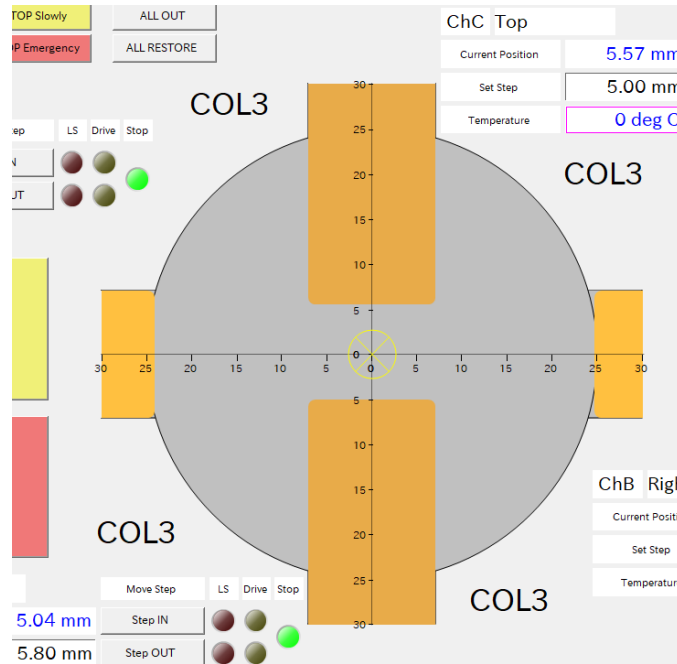 TOP Slowly
ALL OUT
ChC Top
OP Emergency
ALL RESTORE
Current Position 5.57 mm
Set Step 5.00 mm
Temperature 0 deg C
COL3
COL3
LS Drive Stop
30
25
20
15
10
5
0
30 25 20 15 10 5 0 5 10 15 20 25 30
5
10
15
20
25
30
ChB
COL3
Set Step
COL3
Move Step LS Drive Stop
5.04 mm Step IN
5.80 mm Step OUT